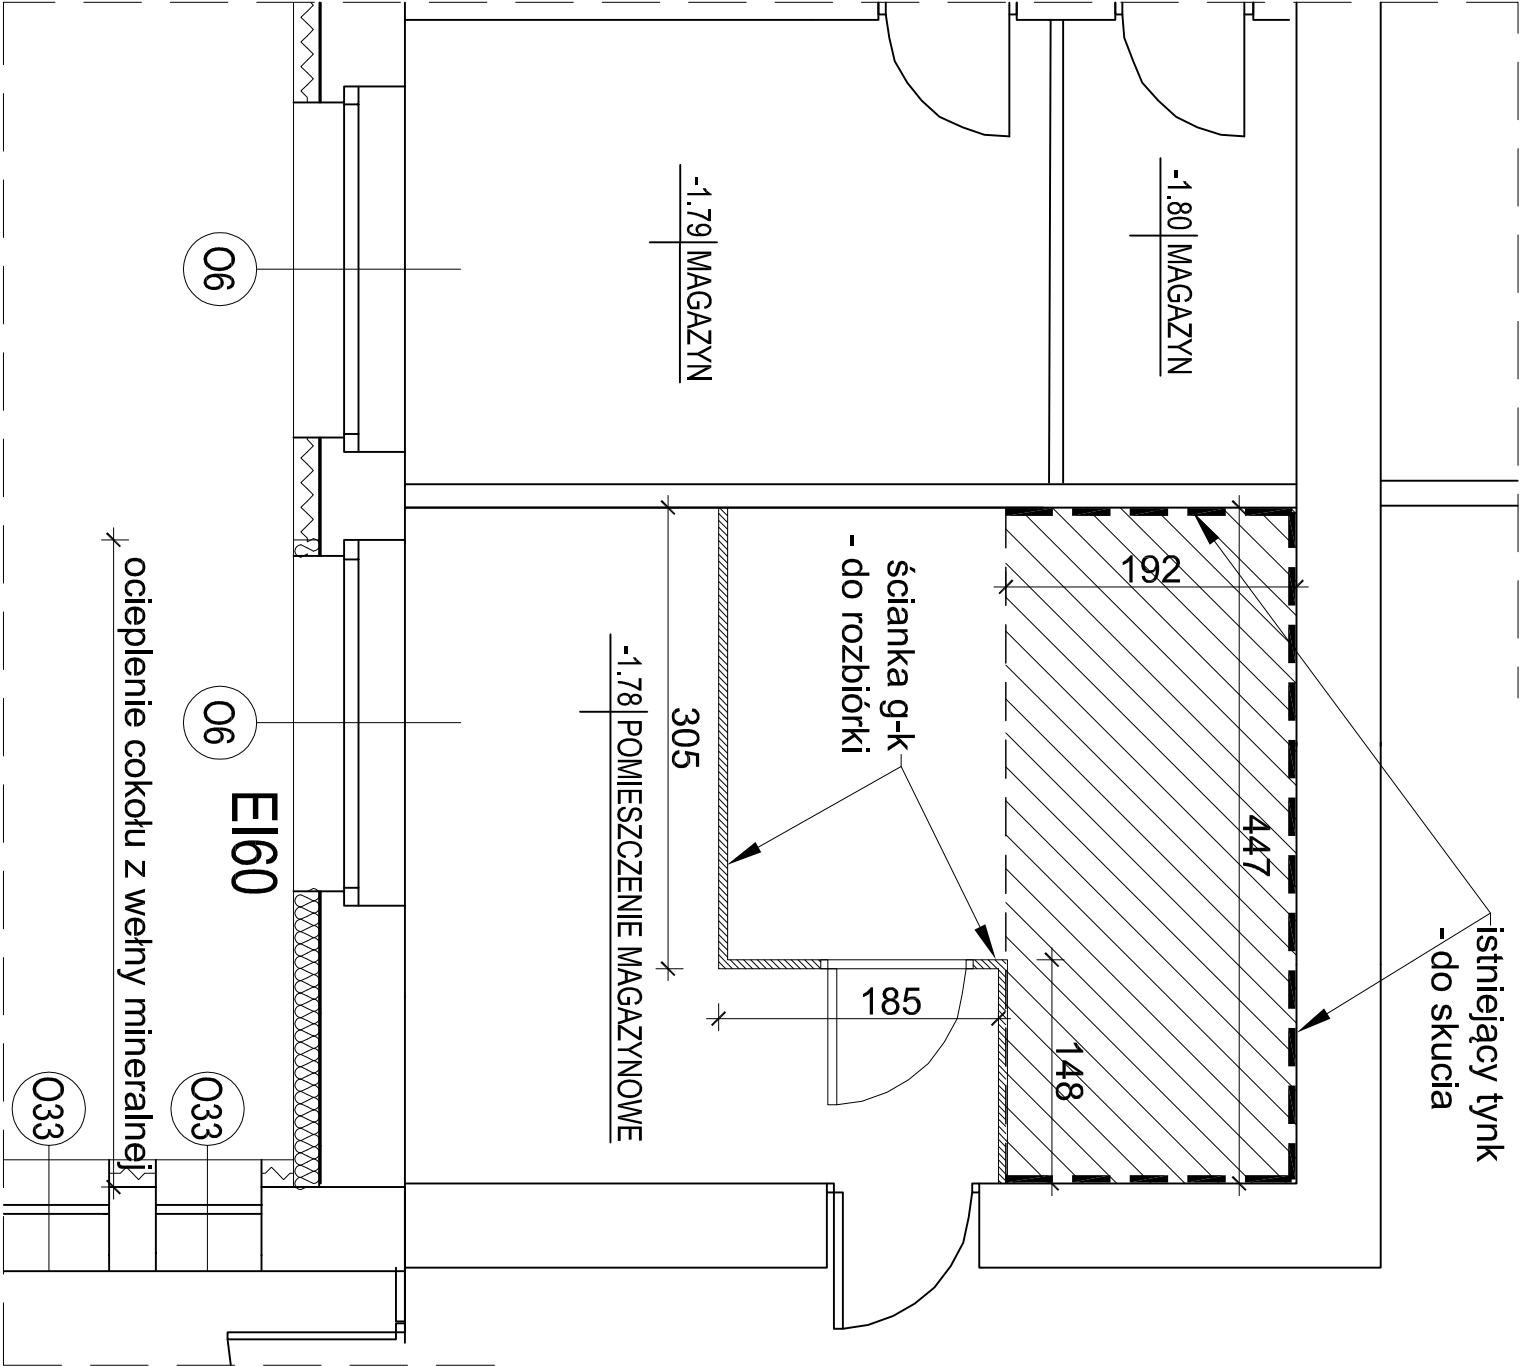 istniejący tynk
- do skucia
-1.80 MAGAZYN
192
447
148
ścianka g-k
- do rozbiórki
185
-1.79 MAGAZYN
305
-1.78 POMIESZCZENIE MAGAZYNOWE
O6
O6
EI60
O33
O33
ocieplenie cokołu z wełny mineralnej